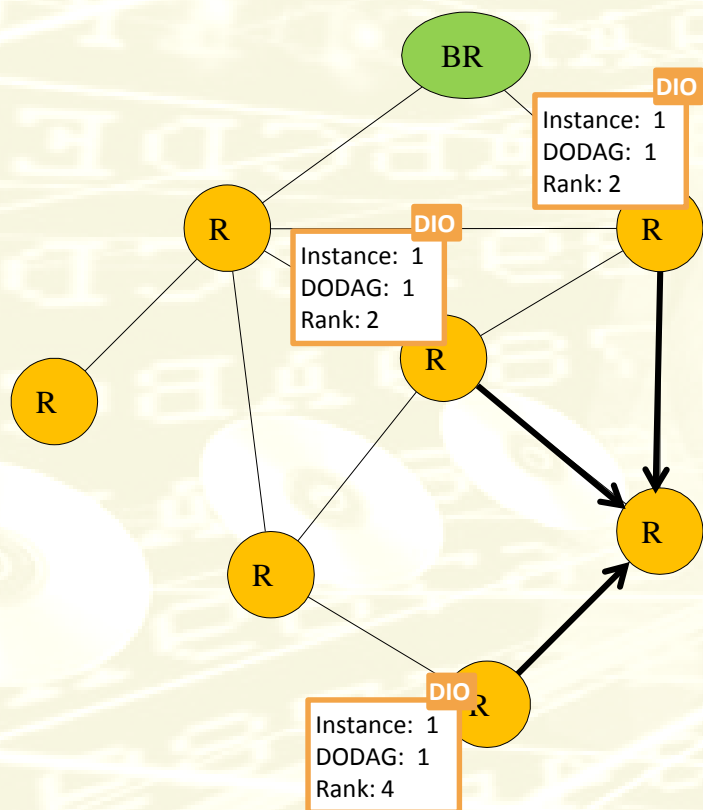 BR
DIO
Instance: 1
DODAG: 1
Rank: 2
R
DIO
Instance: 1
DODAG: 1
Rank: 2
R
R
R
R
R
DIO
R
Instance: 1
DODAG: 1
Rank: 4